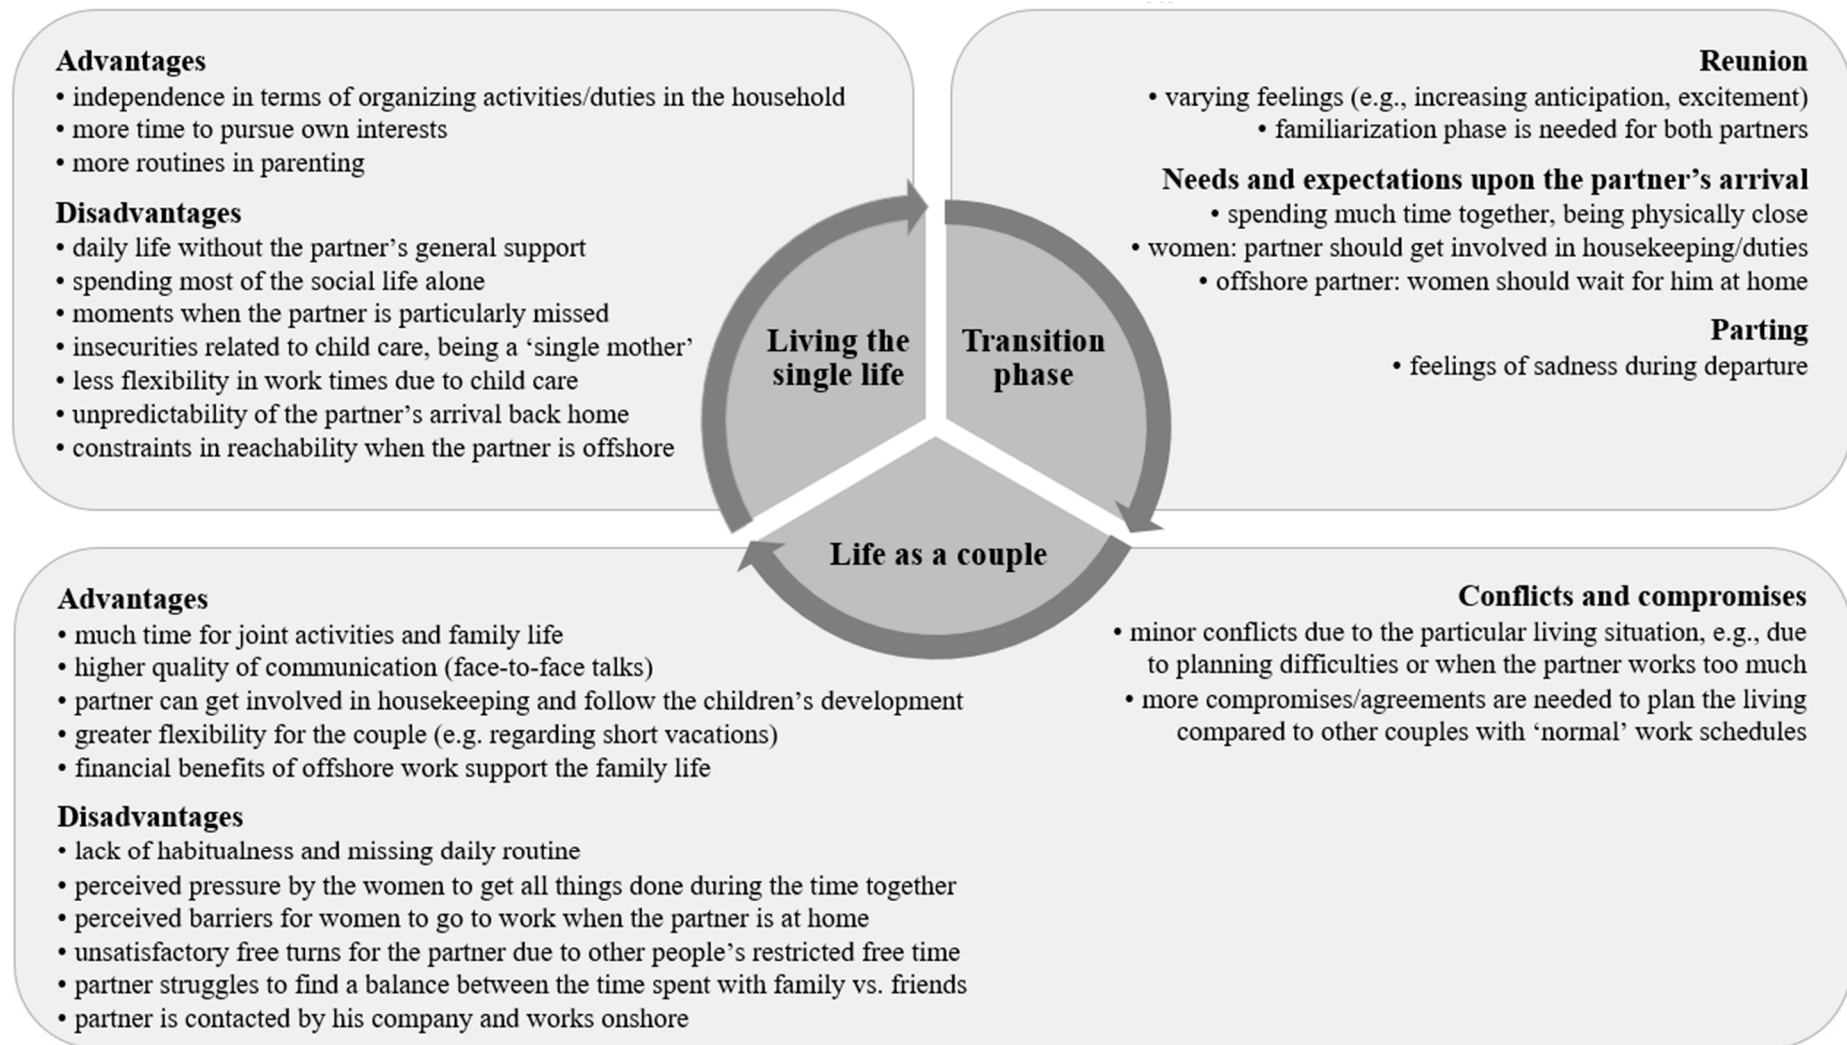 Advantages
• independence in terms of organizing activities/duties in the household
• more time to pursue own interests
• more routines in parenting
Disadvantages
• daily life without the partner’s general support
• spending most of the social life alone
• moments when the partner is particularly missed
• insecurities related to child care, being a ‘single mother’
• less flexibility in work times due to child care
• unpredictability of the partner’s arrival back home
• constraints in reachability when the partner is offshore
Living the
single life
Transition
phase
Reunion
• varying feelings (e.g., increasing anticipation, excitement)
• familiarization phase is needed for both partners
Needs and expectations upon the partner’s arrival
• spending much time together, being physically close
• women: partner should get involved in housekeeping/duties
• offshore partner: women should wait for him at home
Parting
• feelings of sadness during departure
Life as a couple
Advantages
• much time for joint activities and family life
• higher quality of communication (face-to-face talks)
• partner can get involved in housekeeping and follow the children’s development
• greater flexibility for the couple (e.g. regarding short vacations)
• financial benefits of offshore work support the family life
Disadvantages
• lack of habitualness and missing daily routine
• perceived pressure by the women to get all things done during the time together
• perceived barriers for women to go to work when the partner is at home
• unsatisfactory free turns for the partner due to other people’s restricted free time
• partner struggles to find a balance between the time spent with family vs. friends
• partner is contacted by his company and works onshore
Conflicts and compromises
• minor conflicts due to the particular living situation, e.g., due
to planning difficulties or when the partner works too much
• more compromises/agreements are needed to plan the living
compared to other couples with ‘normal’ work schedules